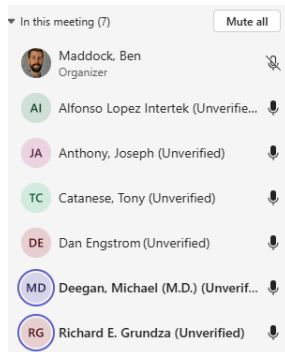 In this meeting (7)
Mute all
Maddock, Ben
Organizer
AI
Alfonso Lopez Intertek (Unverifie...
JA
Anthony, Joseph (Unverified)
TC
Catanese, Tony (Unverified)
DE
Dan Engstrom (Unverified)
MD
Deegan, Michael (M.D.) (Unverif...
RG
Richard E. Grundza (Unverified)